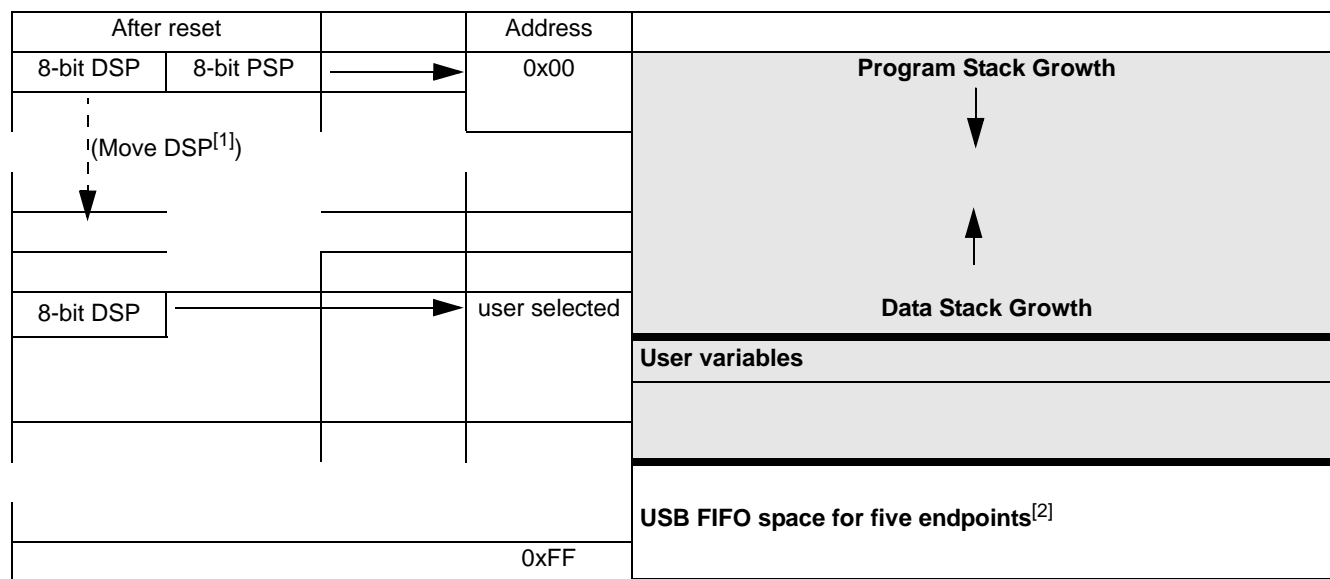 After reset Address
8-bit DSP 8-bit PSP 0x00 Program Stack Growth
(Move DSP[1])
8-bit DSP user selected Data Stack Growth
User variables
USB FIFO space for five endpoints[2]
0xFF